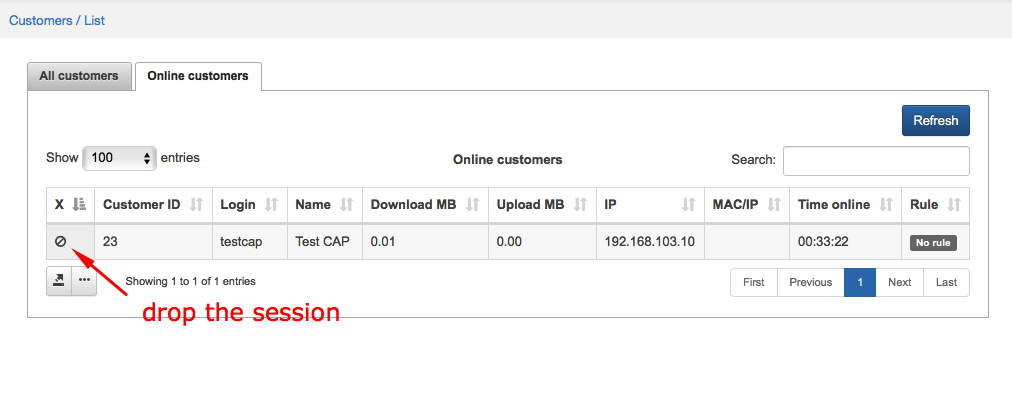 Customers / List
All customers Online customers
Refresh
Show 100 entries Online customers Search:
X Customer ID Login Name Download MB Upload MB IP MAC/IP Time online Rule
23 testcap Test CAP 0.01 0.00 192.168.103.10 00:33:22 No rule
... Showing 1 to 1 of 1 entries First Previous 1 Next Last
drop the session